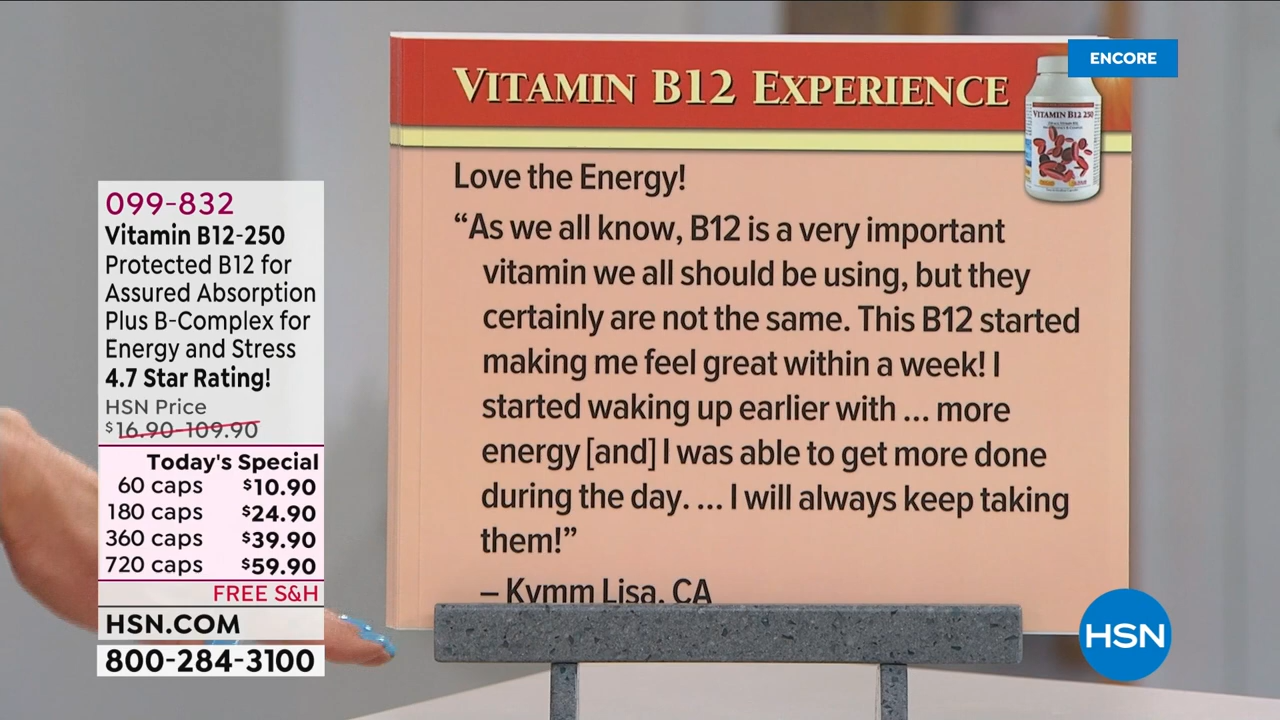 ENCORE
VITAMIN B12 EXPERIENCE
VITAMIN B12 250
Love the Energy!
“As we all know, B12 is a very important
vitamin we all should be using, but they
certainly are not the same. This B12 started
making me feel great within a week! I
started waking up earlier with ... more
energy [and] I was able to get more done
during the day. ... I will always keep taking
them!”
– Kymm Lisa, CA
099-832
Vitamin B12-250
Protected B12 for
Assured Absorption
Plus B-Complex for
Energy and Stress
4.7 Star Rating!
HSN Price
$16.90-109.90
Today's Special
60 caps $10.90
180 caps $24.90
360 caps $39.90
720 caps $59.90
FREE S&H
HSN.COM
800-284-3100
HSN